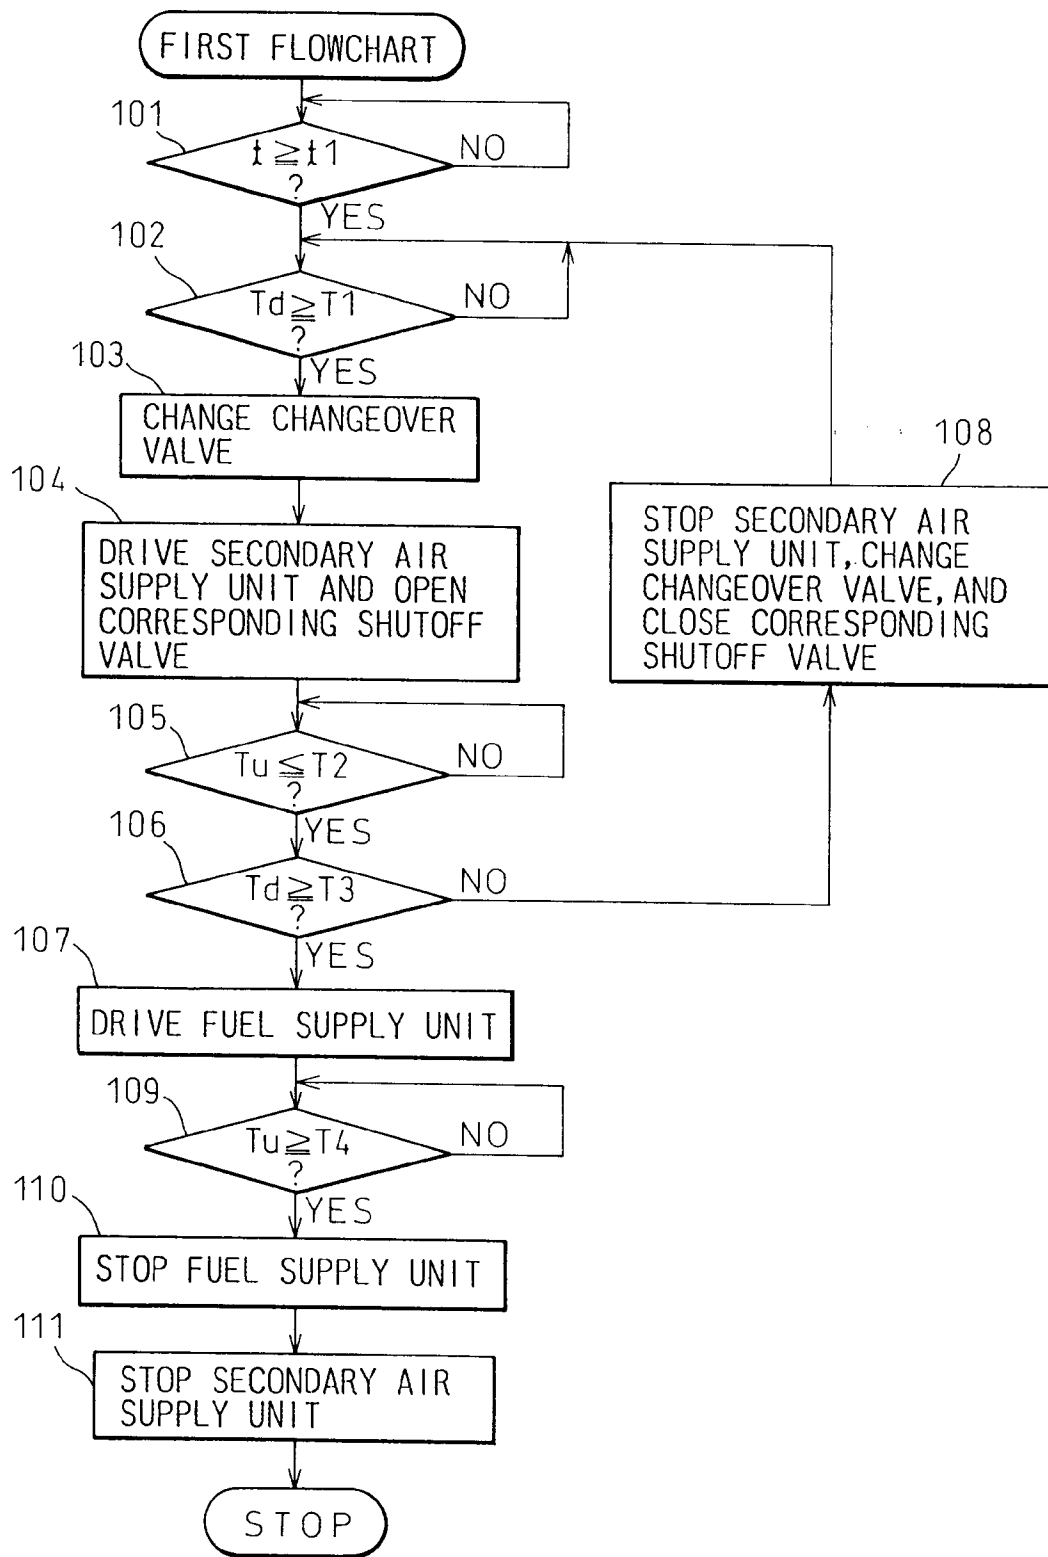 FIRST FLOWCHART
101
t ≧ t1
?
NO
YES
102
Td ≧ T1
?
NO
YES
103
CHANGE CHANGEOVER
VALVE
104
DRIVE SECONDARY AIR
SUPPLY UNIT AND OPEN
CORRESPONDING SHUTOFF
VALVE
108
STOP SECONDARY AIR
SUPPLY UNIT, CHANGE
CHANGEOVER VALVE, AND
CLOSE CORRESPONDING
SHUTOFF VALVE
105
Tu ≦ T2
?
NO
YES
106
Td ≧ T3
?
NO
YES
107
DRIVE FUEL SUPPLY UNIT
109
Tu ≧ T4
?
NO
YES
110
STOP FUEL SUPPLY UNIT
111
STOP SECONDARY AIR
SUPPLY UNIT
STOP